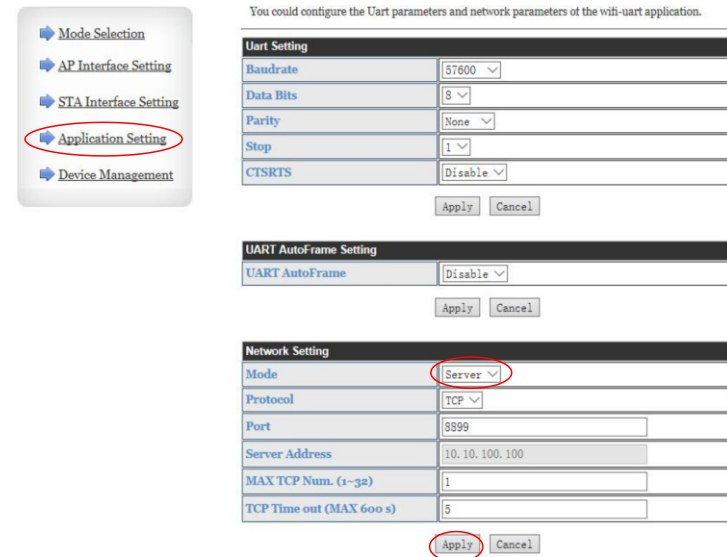 You could configure the Uart parameters and network parameters of the wifi-uart application.
Mode Selection
AP Interface Setting
STA Interface Setting
Application Setting
Device Management
Uart Setting
Baudrate 57600
Data Bits 8
Parity None
Stop 1
CTSRTS Disable
Apply Cancel
UART AutoFrame Setting
UART AutoFrame Disable
Apply Cancel
Network Setting
Mode Server
Protocol TCP
Port 8899
Server Address 10.10.100.100
MAX TCP Num. (1~32) 1
TCP Time out (MAX 600 s) 5
Apply Cancel